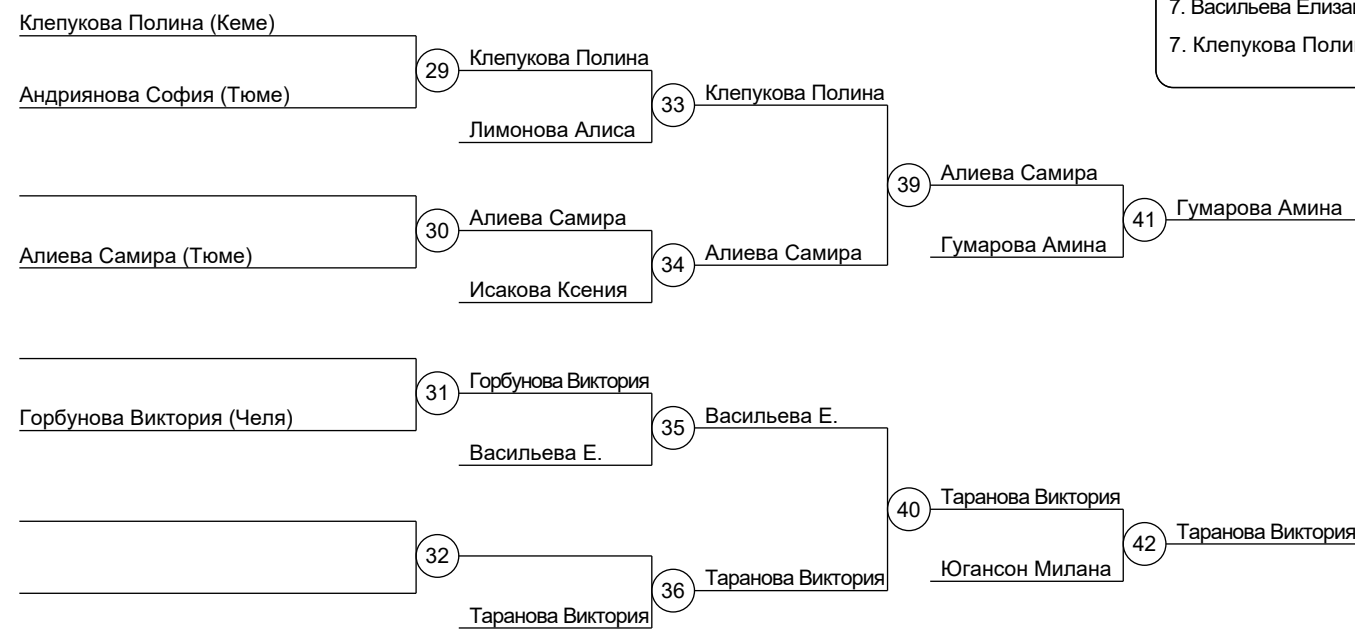 7. Васильева
7. Клепукова
Клепукова Полина (Кеме)
29
Клепукова Полина
Андриянова София (Тюме)
33
Клепукова Полина
Лимонова Алиса
39
Алиева Самира
30
Алиева Самира
41
Гумарова Амина
Алиева Самира (Тюме)
34
Алиева Самира
Гумарова Амина
Исакова Ксения
31
Горбунова Виктория
Горбунова Виктория (Челя)
35
Васильева Е.
Васильева Е.
40
Таранова Виктория
32
42
Таранова Виктория
36
Таранова Виктория
Югансон Милана
Таранова Виктория